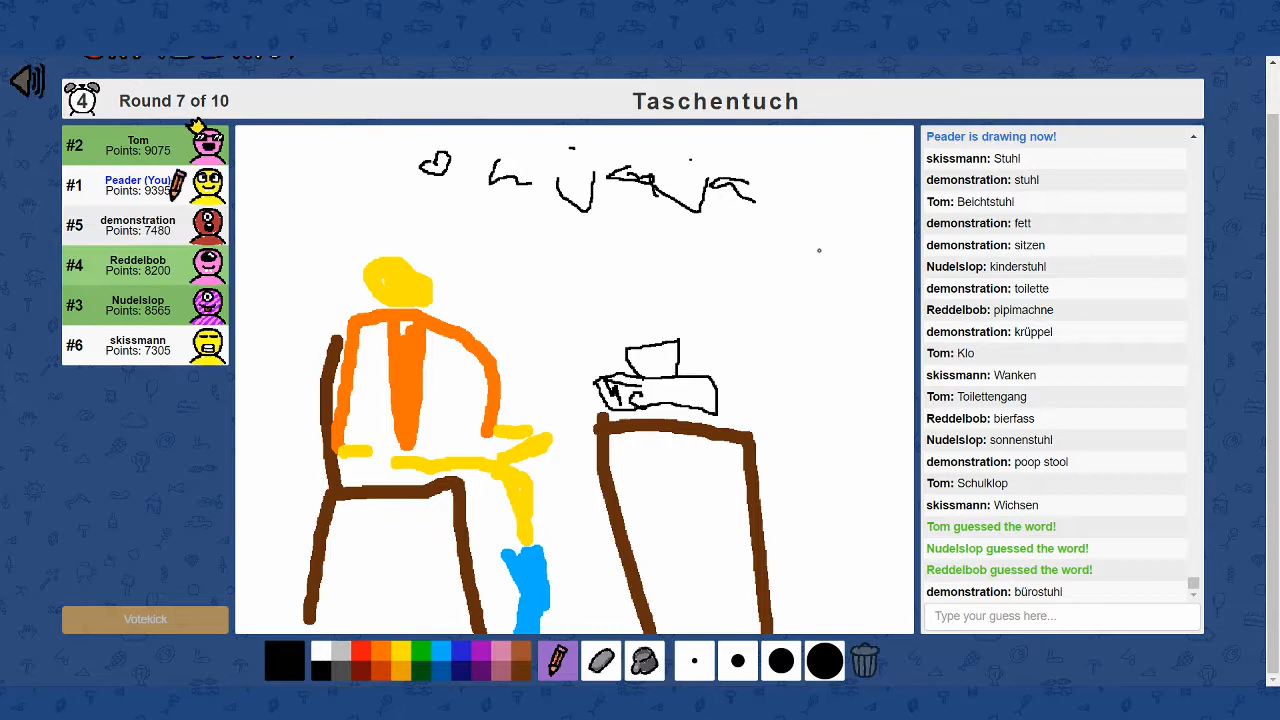 4
Round 7 of 10
Taschentuch
#2
Tom
Points: 9075
#1
Peader (You)
Points: 9395
#5
demonstration
Points: 7480
#4
Reddelbob
Points: 8200
#3
Nudelslop
Points: 8565
#6
skissmann
Points: 7305
Votekick
Peader is drawing now!
skissmann: Stuhl
demonstration: stuhl
Tom: Beichtstuhl
demonstration: fett
demonstration: sitzen
Nudelslop: kinderstuhl
demonstration: toilette
Reddelbob: pipimachne
demonstration: krüppel
Tom: Klo
skissmann: Wanken
Tom: Toilettengang
Reddelbob: bierfass
Nudelslop: sonnenstuhl
demonstration: poop stool
Tom: Schulklop
skissmann: Wichsen
Tom guessed the word!
Nudelslop guessed the word!
Reddelbob guessed the word!
demonstration: bürostuhl
Type your guess here...